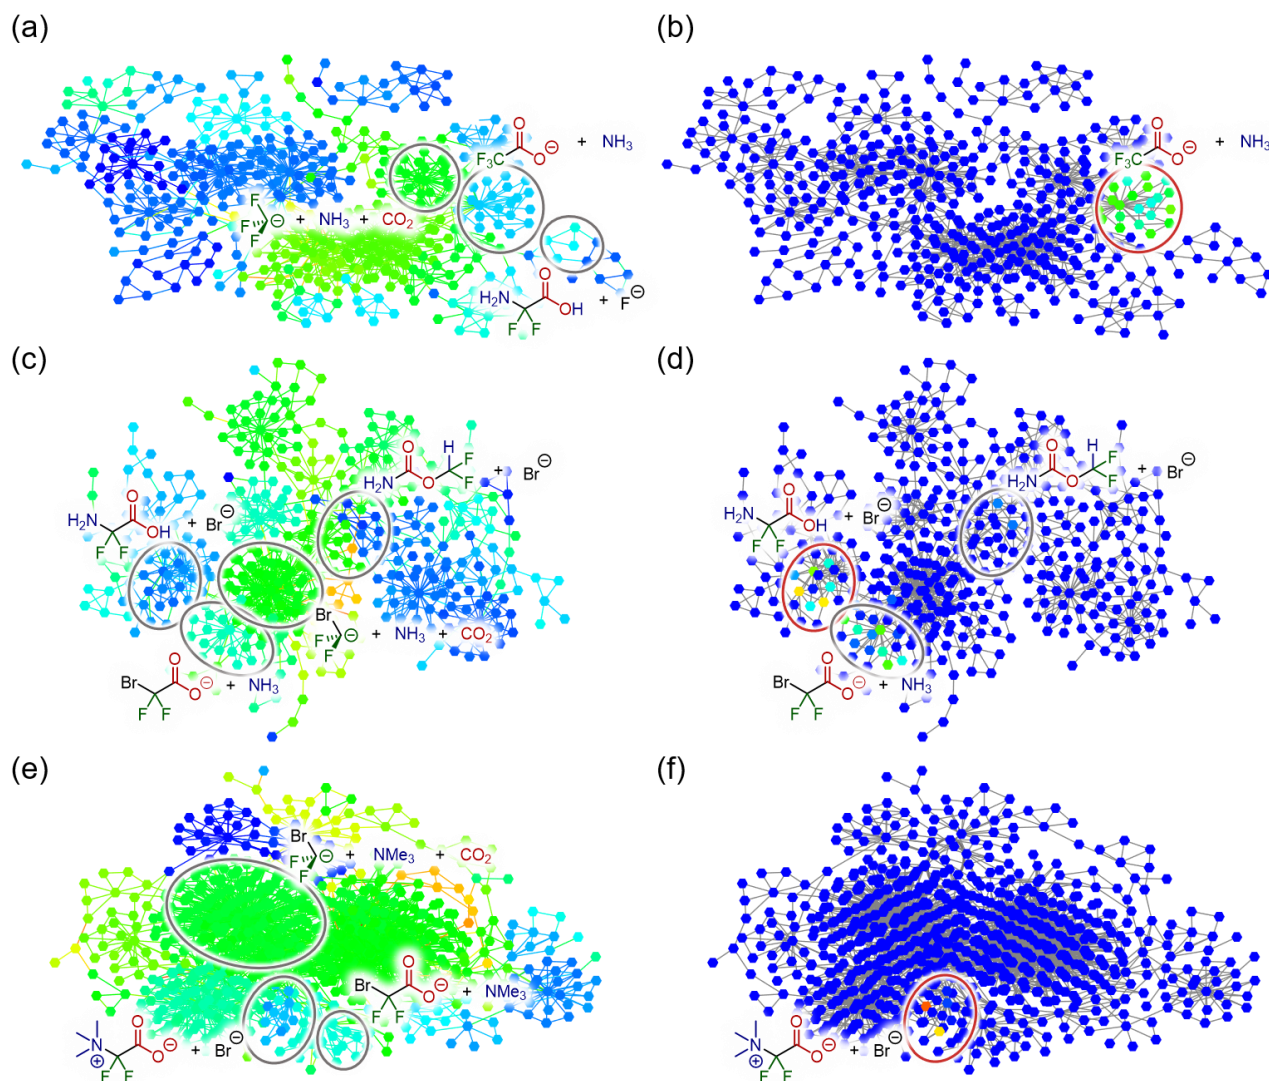 (a)
(b)
O
O⊖ + NH₃
F₃C
O
O⊖ + NH₃
F₃C
F
F
F
⊖ + NH₃ + CO₂
O
H₂N
OH + F⊖
F F
(c)
(d)
H
O F
H₂N O F + Br⊖
H
O F
H₂N O F + Br⊖
O
H₂N
OH + Br⊖
F F
O
H₂N
OH + Br⊖
F F
Br
F
F
⊖ + NH₃ + CO₂
O
Br
O⊖ + NH₃
F F
O
Br
O⊖ + NH₃
F F
(e)
(f)
Br
F
F
⊖ + NMe₃ + CO₂
O
Br
O⊖ + NMe₃
F F
O
N⊕
O⊖ + Br⊖
F F
O
N⊕
O⊖ + Br⊖
F F